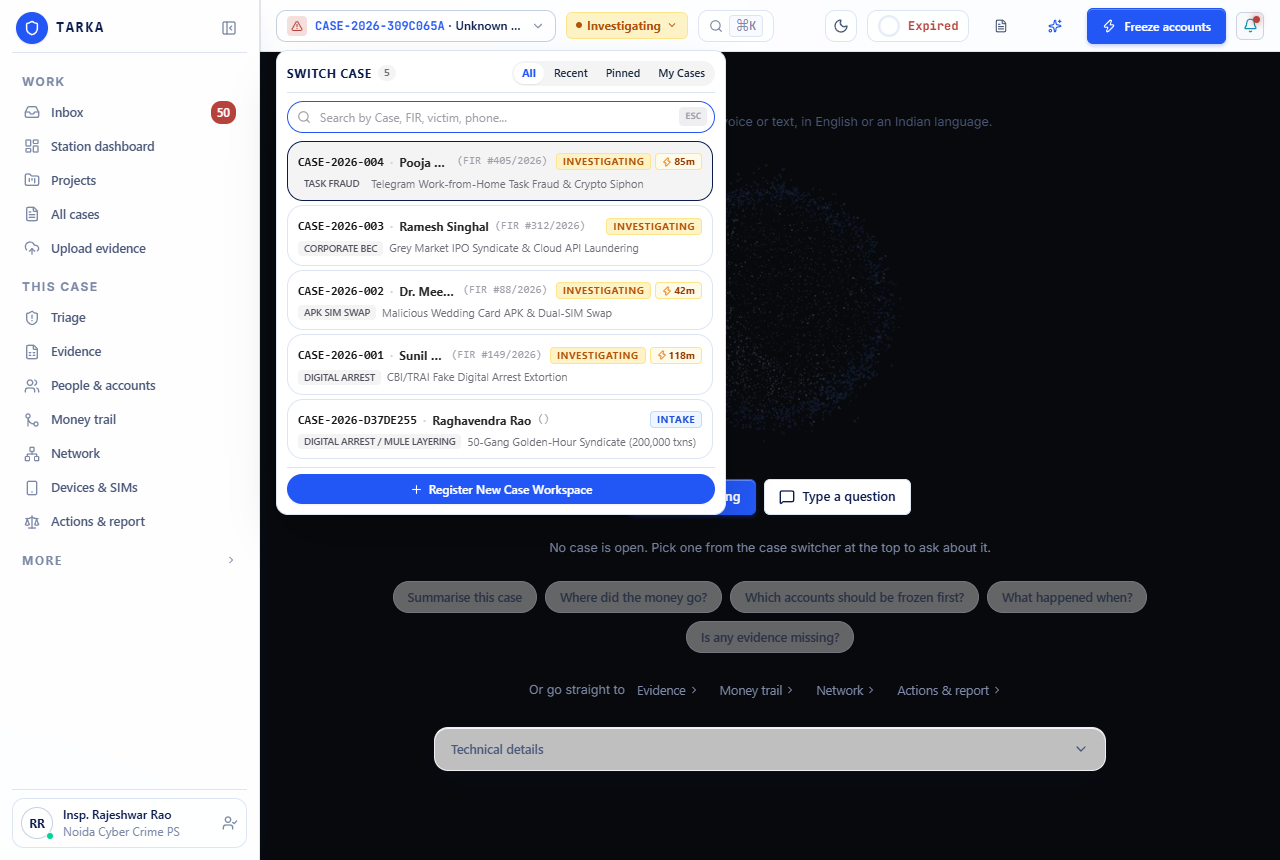 TARKA
CASE-2026-309C065A · Unknown ...
Investigating
⌘K
Expired
Freeze accounts
WORK
Inbox 50
Station dashboard
Projects
All cases
Upload evidence
THIS CASE
Triage
Evidence
People & accounts
Money trail
Network
Devices & SIMs
Actions & report
MORE
RR
Insp. Rajeshwar Rao
Noida Cyber Crime PS
SWITCH CASE 5
All Recent Pinned My Cases
Search by Case, FIR, victim, phone...
ESC
CASE-2026-004 · Pooja ... (FIR #405/2026) INVESTIGATING 85m
TASK FRAUD Telegram Work-from-Home Task Fraud & Crypto Siphon
CASE-2026-003 · Ramesh Singhal (FIR #312/2026) INVESTIGATING
CORPORATE BEC Grey Market IPO Syndicate & Cloud API Laundering
CASE-2026-002 · Dr. Mee... (FIR #88/2026) INVESTIGATING 42m
APK SIM SWAP Malicious Wedding Card APK & Dual-SIM Swap
CASE-2026-001 · Sunil ... (FIR #149/2026) INVESTIGATING 118m
DIGITAL ARREST CBI/TRAI Fake Digital Arrest Extortion
CASE-2026-D37DE255 · Raghavendra Rao () INTAKE
DIGITAL ARREST / MULE LAYERING 50-Gang Golden-Hour Syndicate (200,000 txns)
+ Register New Case Workspace
voice or text, in English or an Indian language.
ng
Type a question
No case is open. Pick one from the case switcher at the top to ask about it.
Summarise this case
Where did the money go?
Which accounts should be frozen first?
What happened when?
Is any evidence missing?
Or go straight to Evidence > Money trail > Network > Actions & report >
Technical details